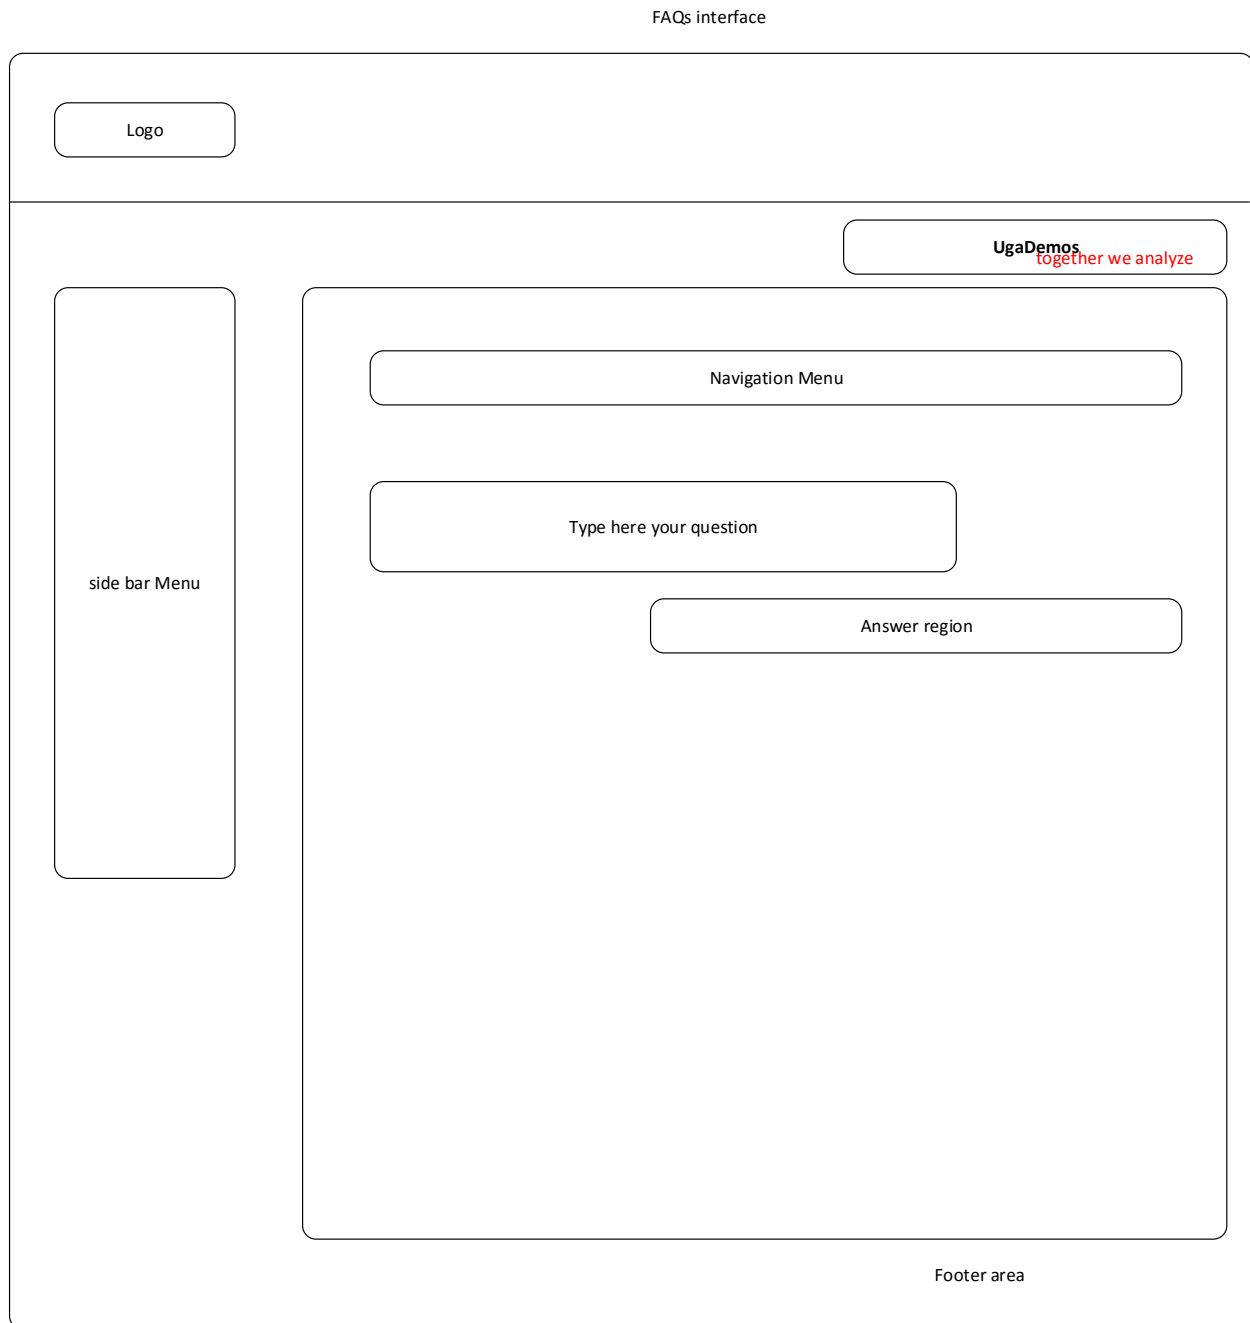 FAQs interface
Logo
UgaDemos
together we analyze
Navigation Menu
Type here your question
side bar Menu
Answer region
Footer area